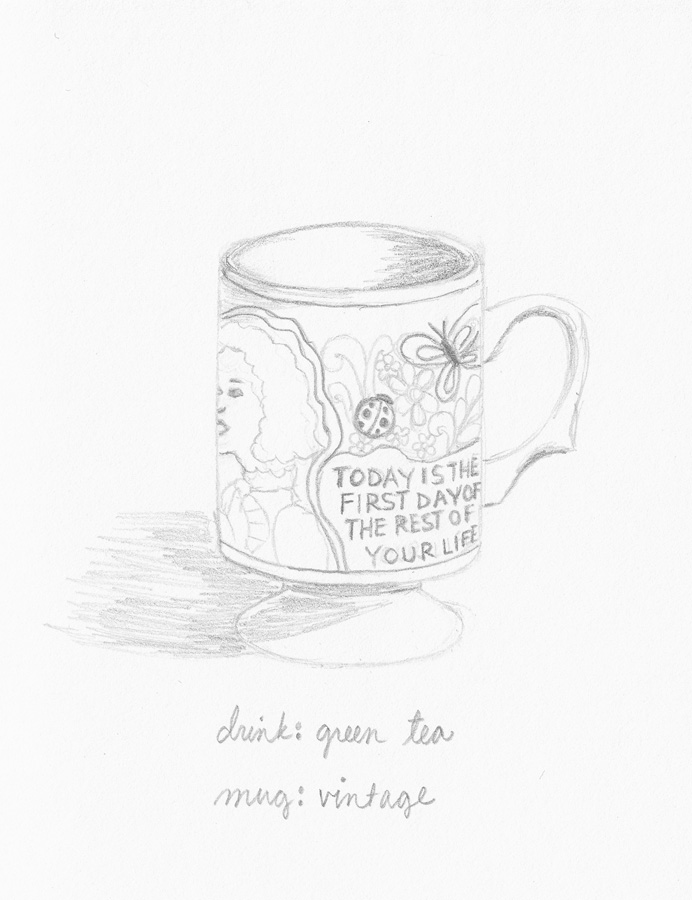 TODAY IS THE
FIRST DAY OF
THE REST OF
YOUR LIFE
drink: green tea
mug: vintage